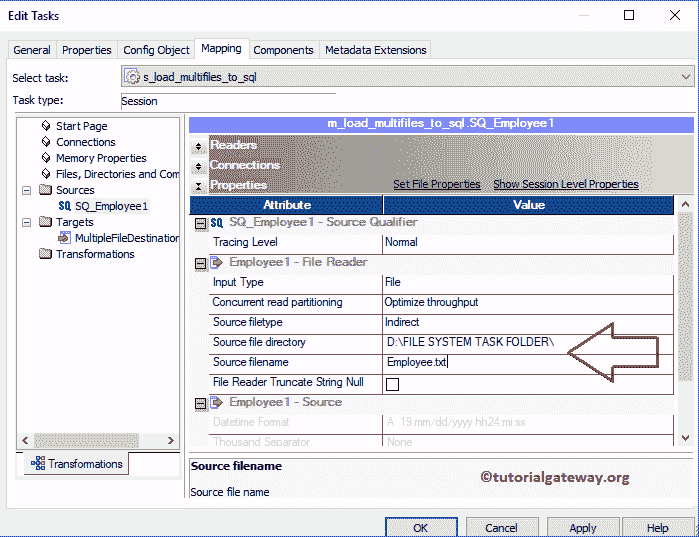 Edit Tasks
General Properties Config Object Mapping Components Metadata Extensions
Select task: s_load_multifiles_to_sql
Task type: Session
Start Page
Connections
Memory Properties
Files, Directories and Com
Sources
SQ_Employee1
Targets
MultipleFileDestination
Transformations
Transformations
m_load_multifiles_to_sql.SQ_Employee1
Readers
Connections
Properties Set File Properties Show Session Level Properties
Attribute Value
SQ SQ_Employee1 - Source Qualifier
Tracing Level Normal
Employee1 - File Reader
Input Type File
Concurrent read partitioning Optimize throughput
Source filetype Indirect
Source file directory D:\FILE SYSTEM TASK FOLDER\
Source filename Employee.txt
File Reader Truncate String Null
Employee1 - Source
Datetime Format A 19 mm/dd/yyyy hh24:mi:ss
Thousand Separator None
Source filename
Source file name
©tutorialgateway.org
OK Cancel Apply Help